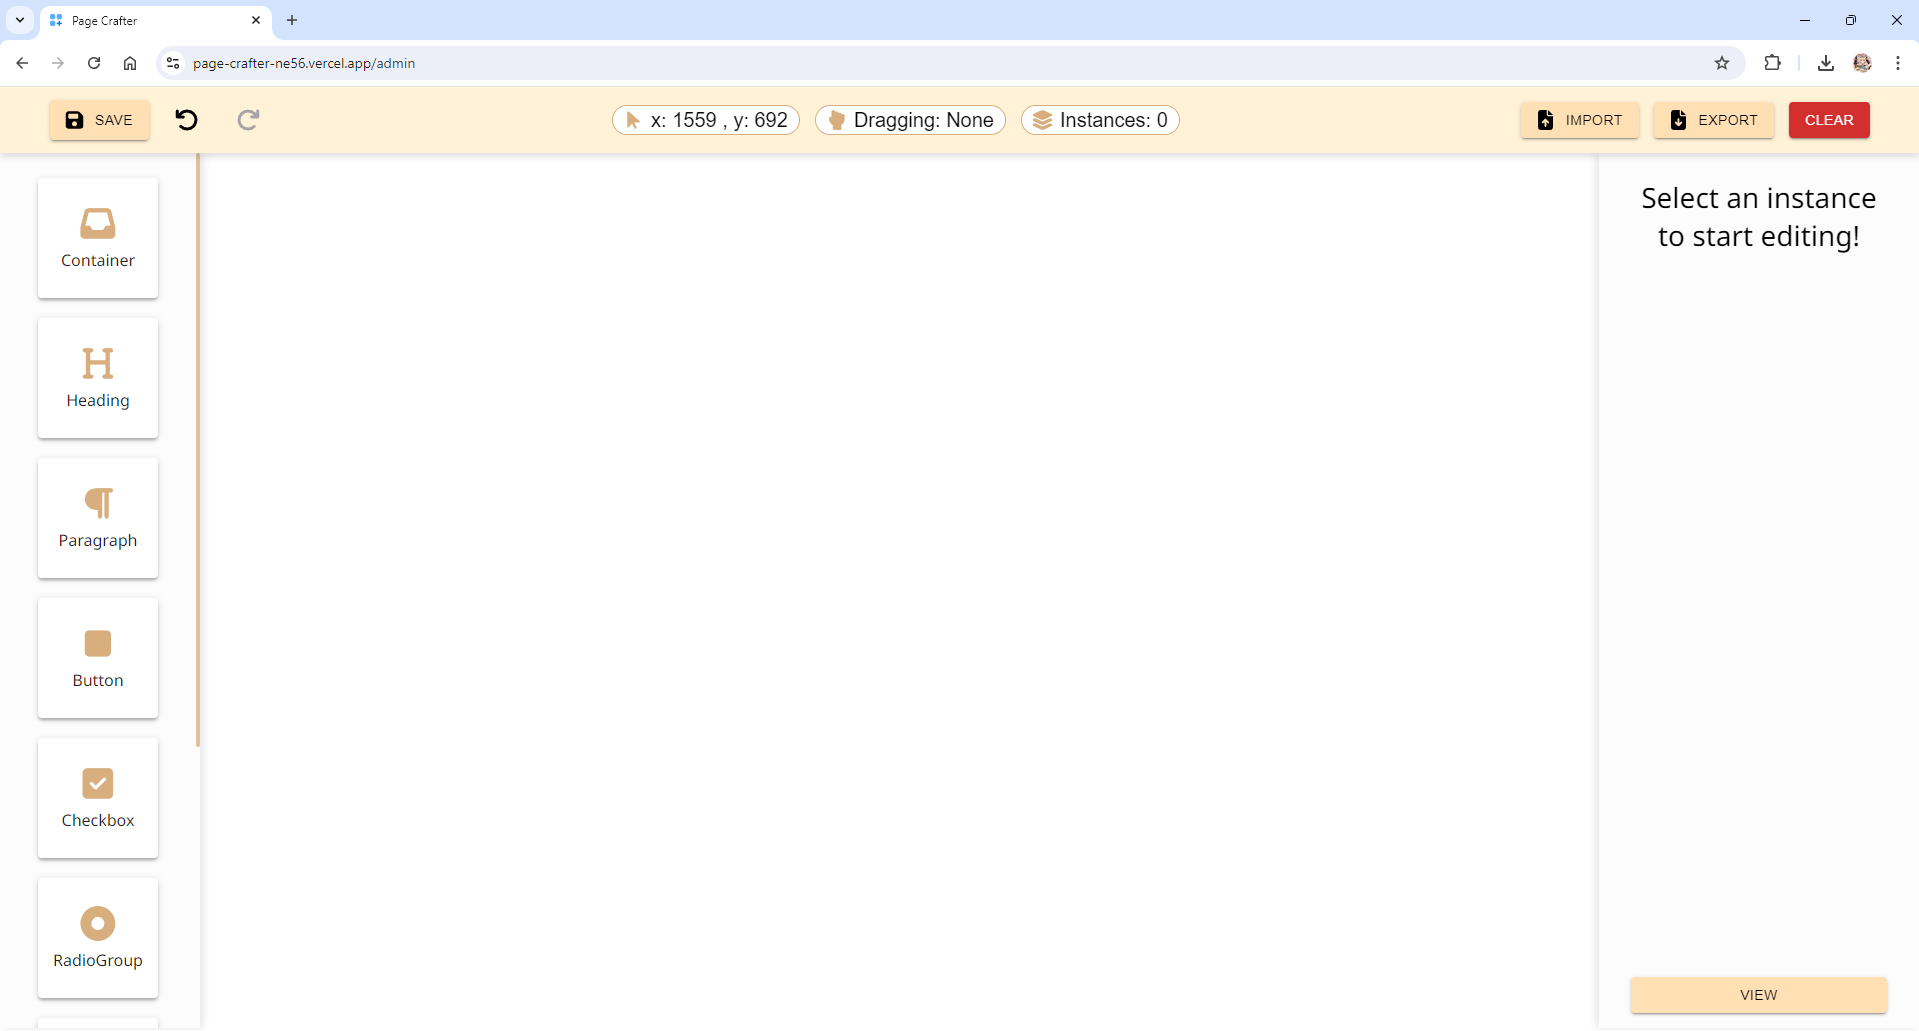 Page Crafter
page-crafter-ne56.vercel.app/admin
SAVE
x: 1559 , y: 692
Dragging: None
Instances: 0
IMPORT
EXPORT
CLEAR
Container
Heading
Paragraph
Button
Checkbox
RadioGroup
Select an instance
to start editing!
VIEW